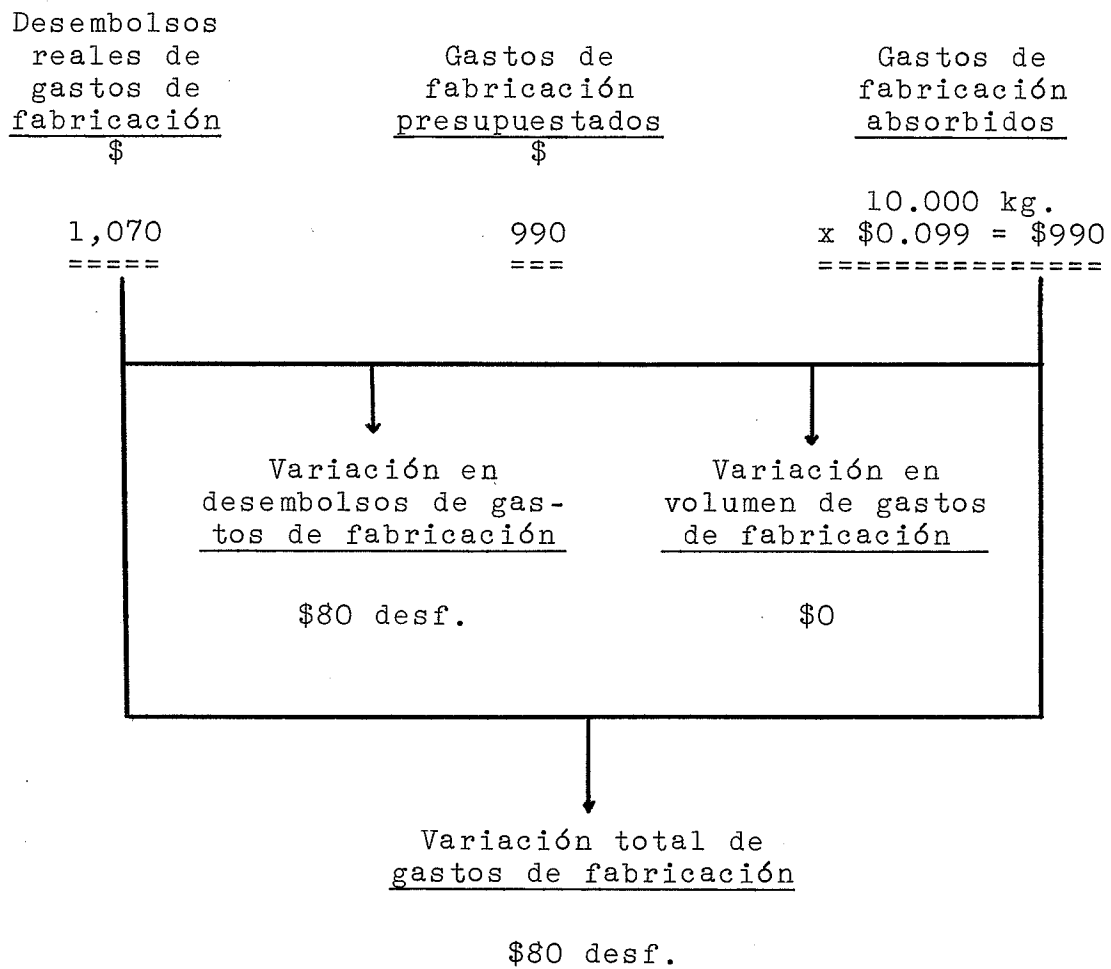 Desembolsos
reales de
gastos de
fabricación
$
1,070
=====
Gastos de
fabricación
presupuestados
$
990
===
Gastos de
fabricación
absorbidos
10.000 kg.
x $0.099 = $990
===============
Variación en
desembolsos de gas-
tos de fabricación
$80 desf.
Variación en
volumen de gastos
de fabricación
$0
Variación total de
gastos de fabricación
$80 desf.